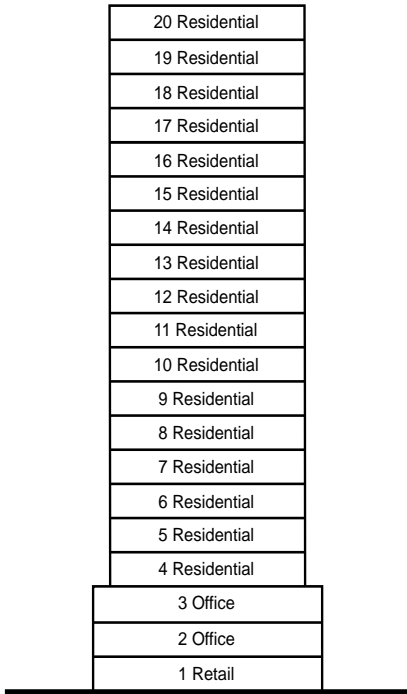 20 Residential
19 Residential
18 Residential
17 Residential
16 Residential
15 Residential
14 Residential
13 Residential
12 Residential
11 Residential
10 Residential
9 Residential
8 Residential
7 Residential
6 Residential
5 Residential
4 Residential
3 Office
2 Office
1 Retail